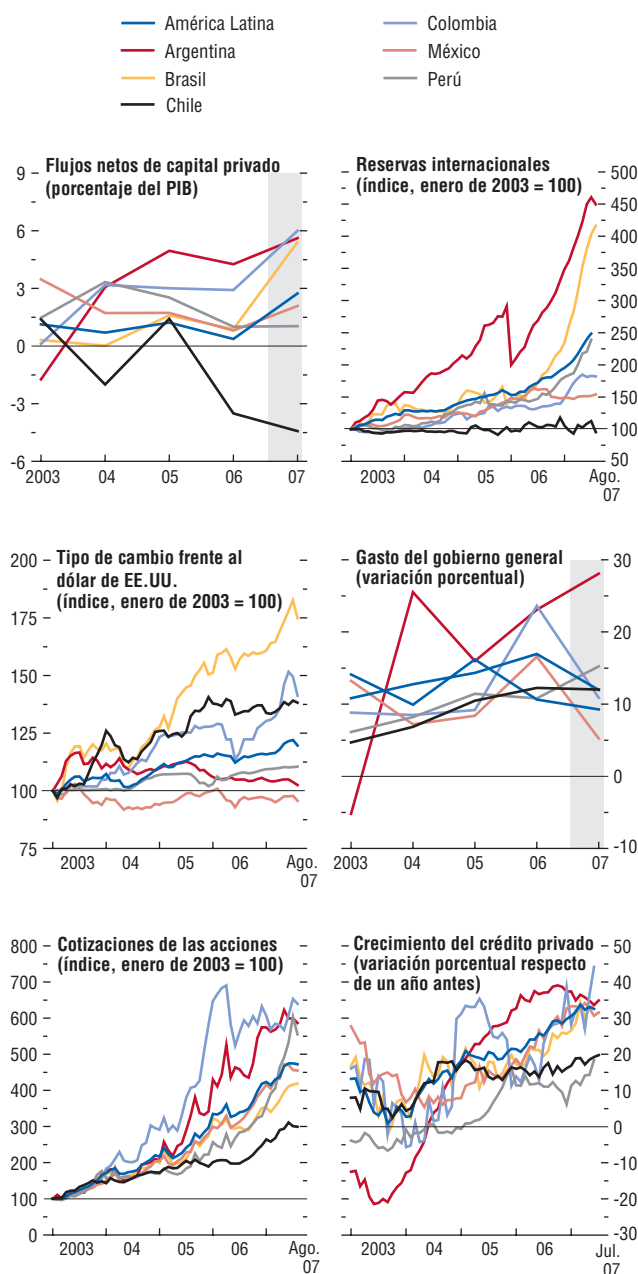 América Latina
Argentina
Brasil
Chile
Colombia
México
Perú
Flujos netos de capital privado
(porcentaje del PIB)
9
6
3
0
-3
-6
2003 04 05 06 07
Reservas internacionales
(índice, enero de 2003 = 100)
500
450
400
350
300
250
200
150
100
50
2003 04 05 06 Ago.
07
Tipo de cambio frente al
dólar de EE.UU.
(índice, enero de 2003 = 100)
200
175
150
125
100
75
2003 04 05 06 Ago.
07
Gasto del gobierno general
(variación porcentual)
30
20
10
0
-10
2003 04 05 06 07
Cotizaciones de las acciones
(índice, enero de 2003 = 100)
800
700
600
500
400
300
200
100
0
2003 04 05 06 Ago.
07
Crecimiento del crédito privado
(variación porcentual respecto
de un año antes)
50
40
30
20
10
0
-10
-20
-30
2003 04 05 06 Jul.
07